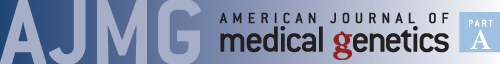 AJMG
AMERICAN JOURNAL OF
medical genetics
PART
A